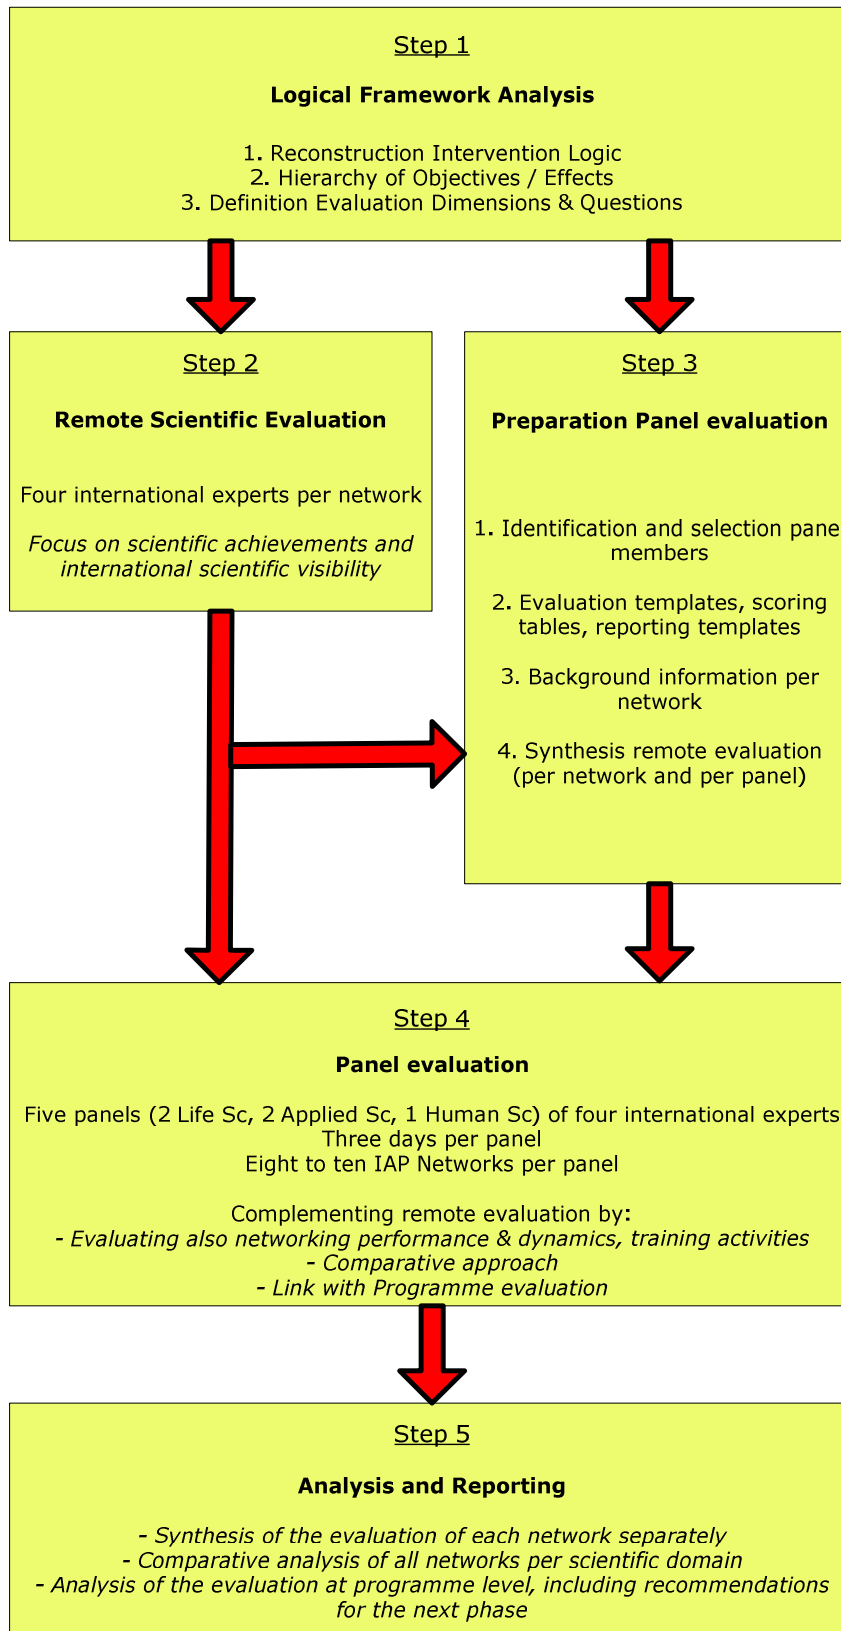 Step 1
Logical Framework Analysis
1. Reconstruction Intervention Logic
2. Hierarchy of Objectives / Effects
3. Definition Evaluation Dimensions & Questions
Step 2
Remote Scientific Evaluation
Four international experts per network
Focus on scientific achievements and
international scientific visibility
Step 3
Preparation Panel evaluation
1. Identification and selection pane
members
2. Evaluation templates, scoring
tables, reporting templates
3. Background information per
network
4. Synthesis remote evaluation
(per network and per panel)
Step 4
Panel evaluation
Five panels (2 Life Sc, 2 Applied Sc, 1 Human Sc) of four international experts
Three days per panel
Eight to ten IAP Networks per panel
Complementing remote evaluation by:
- Evaluating also networking performance & dynamics, training activities
- Comparative approach
- Link with Programme evaluation
Step 5
Analysis and Reporting
- Synthesis of the evaluation of each network separately
- Comparative analysis of all networks per scientific domain
- Analysis of the evaluation at programme level, including recommendations
for the next phase